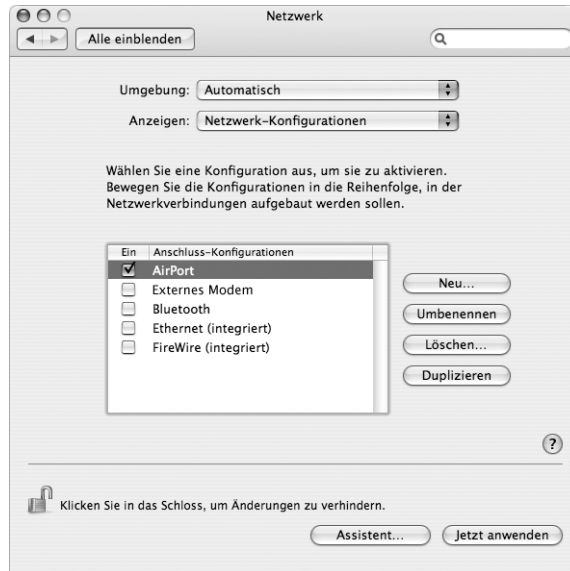 Netzwerk
Alle einblenden
Umgebung: Automatisch
Anzeigen: Netzwerk-Konfigurationen
Wählen Sie eine Konfiguration aus, um sie zu aktivieren.
Bewegen Sie die Konfigurationen in die Reihenfolge, in der
Netzwerkverbindungen aufgebaut werden sollen.
Ein Anschluss-Konfigurationen
AirPort
Externes Modem
Bluetooth
Ethernet (integriert)
FireWire (integriert)
Neu...
Umbenennen
Löschen...
Duplizieren
?
Klicken Sie in das Schloss, um Änderungen zu verhindern.
Assistent... Jetzt anwenden